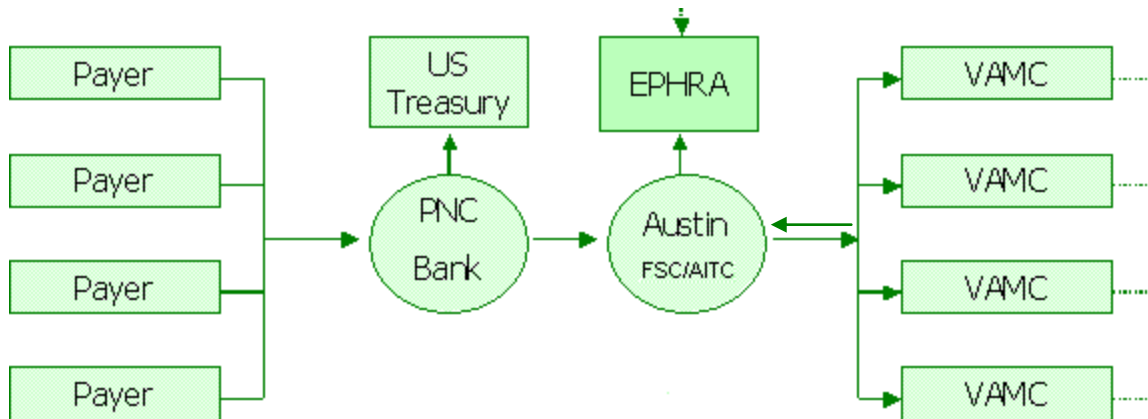 Payer
Payer
Payer
Payer
US
Treasury
PNC
Bank
EPHRA
Austin
FSC/AITC
VAMC
VAMC
VAMC
VAMC